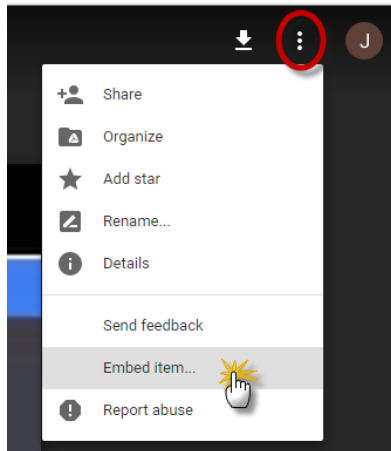 J
Share
Organize
Add star
Rename...
Details
Send feedback
Embed item...
Report abuse